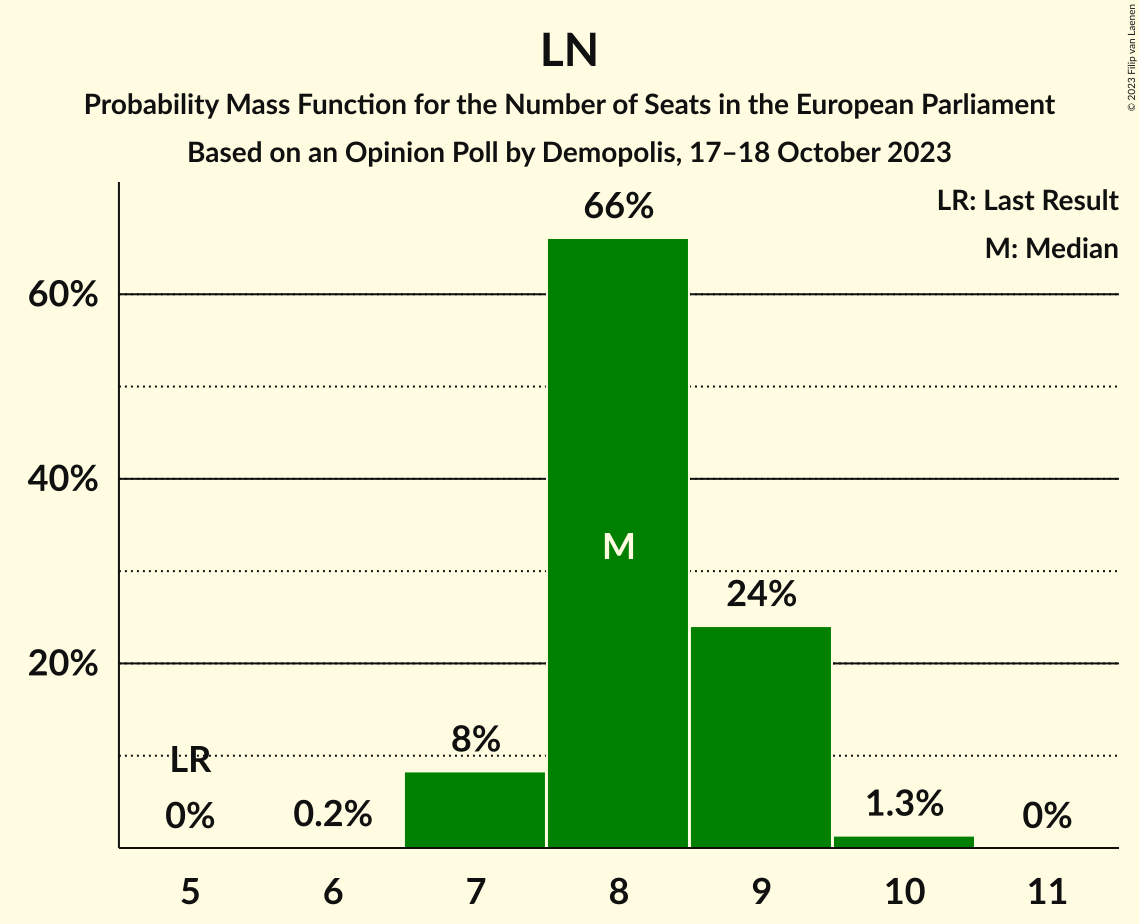 LN
Probability Mass Function for the Number of Seats in the European Parliament
Based on an Opinion Poll by Demopolis, 17–18 October 2023
© 2023 Filip van Laenen
LR: Last Result
M: Median
66%
60%
40%
M
24%
20%
8%
LR
0%
0.2%
1.3%
0%
5 6 7 8 9 10 11